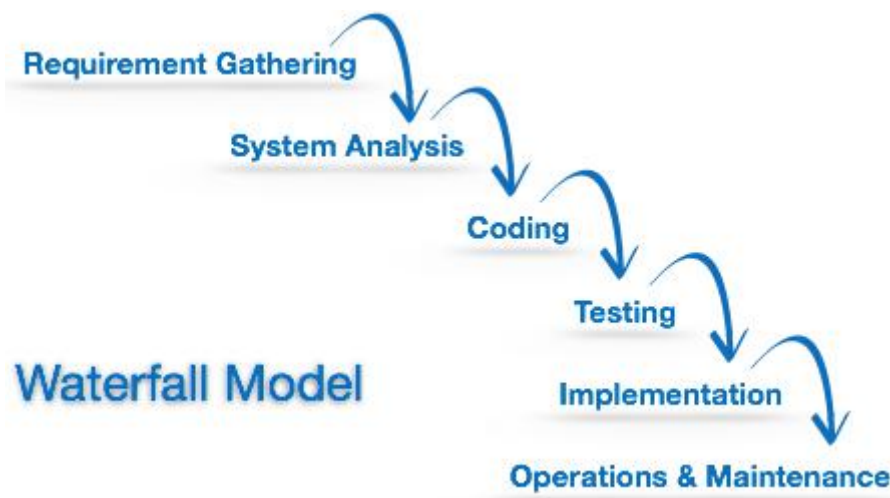 Requirement Gathering
System Analysis
Coding
Testing
Waterfall Model
Implementation
Operations & Maintenance